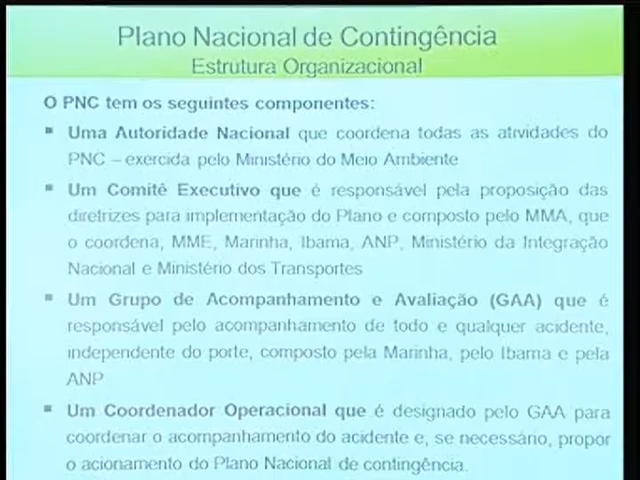 Plano Nacional de Contingência
Estrutura Organizacional
O PNC tem os seguintes componentes:
▪ Uma Autoridade Nacional que coordena todas as atividades do
PNC – exercida pelo Ministério do Meio Ambiente
▪ Um Comitê Executivo que é responsável pela proposição das
diretrizes para implementação do Plano e composto pelo MMA, que
o coordena, MME, Marinha, Ibama, ANP, Ministério da Integração
Nacional e Ministério dos Transportes
▪ Um Grupo de Acompanhamento e Avaliação (GAA) que é
responsável pelo acompanhamento de todo e qualquer acidente,
independente do porte, composto pela Marinha, pelo Ibama e pela
ANP
▪ Um Coordenador Operacional que é designado pelo GAA para
coordenar o acompanhamento do acidente e, se necessário, propor
o acionamento do Plano Nacional de contingência.